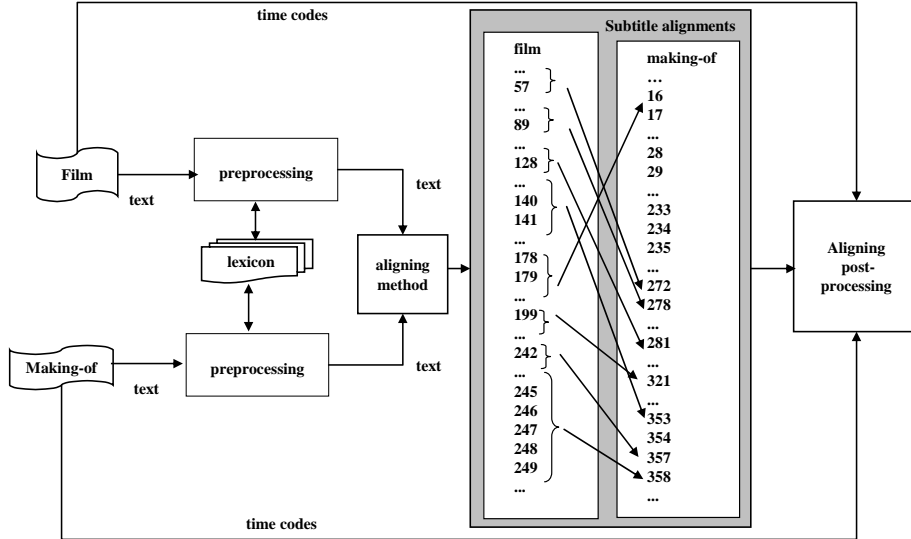 time codes
Subtitle alignments
film
...
57
...
89
...
128
...
140
141
...
178
179
...
199
...
242
...
245
246
247
248
249
...
making-of
...
16
17
...
28
29
...
233
234
235
...
272
278
...
281
...
321
...
353
354
357
358
...
Film
text
preprocessing
text
lexicon
aligning
method
Making-of
text
preprocessing
text
Aligning
post-
processing
time codes